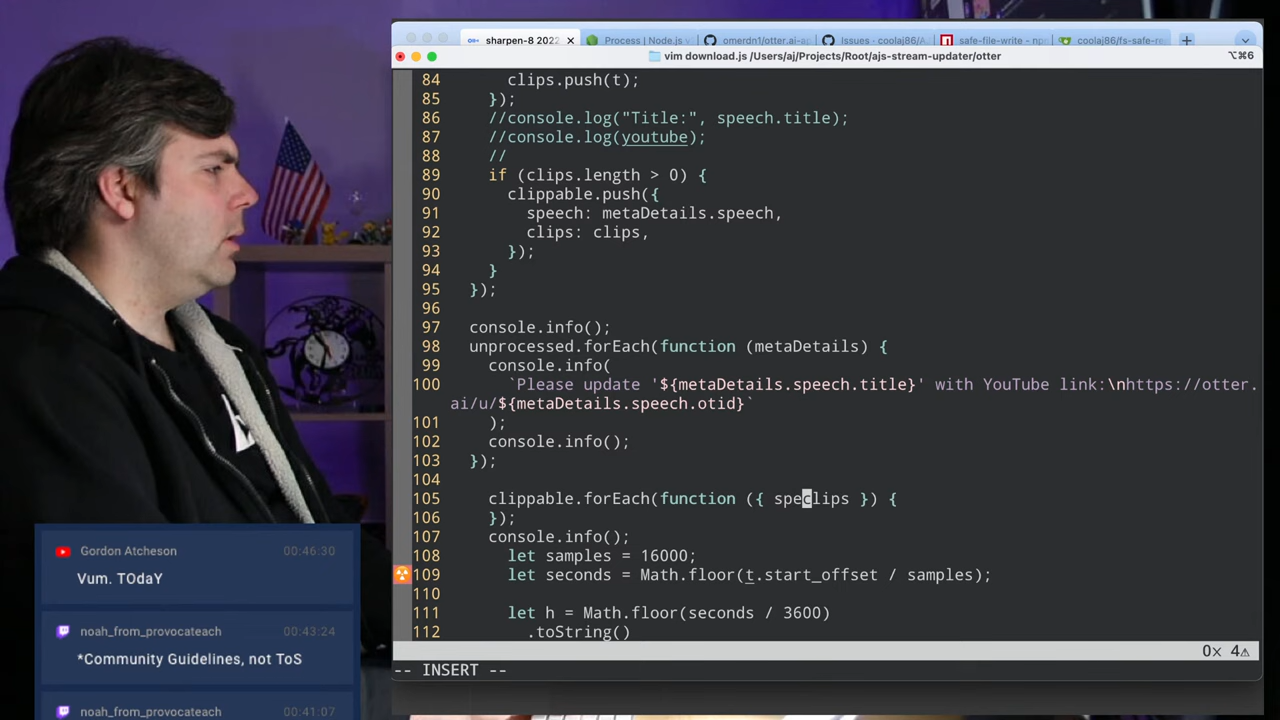 sharpen-8 2022 ×
Process | Node.js v
omerdn1/otter.ai-ap
Issues · coolaj86/A
safe-file-write - npm
coolaj86/fs-safe-re
vim download.js /Users/aj/Projects/Root/ajs-stream-updater/otter
⌥⌘6
84 clips.push(t);
85 });
86 //console.log("Title:", speech.title);
87 //console.log(youtube);
88 //
89 if (clips.length > 0) {
90 clippable.push({
91 speech: metaDetails.speech,
92 clips: clips,
93 });
94 }
95 });
96
97 console.info();
98 unprocessed.forEach(function (metaDetails) {
99 console.info(
100 `Please update '${metaDetails.speech.title}' with YouTube link:\nhttps://otter.
ai/u/${metaDetails.speech.otid}`
101 );
102 console.info();
103 });
104
105 clippable.forEach(function ({ speclips }) {
106 });
107 console.info();
108 let samples = 16000;
109 let seconds = Math.floor(t.start_offset / samples);
110
111 let h = Math.floor(seconds / 3600)
112 .toString()
0× 4⚠
-- INSERT --
Gordon Atcheson 00:46:30
Vum. TOdaY
noah_from_provocateach 00:43:24
*Community Guidelines, not ToS
noah_from_provocateach 00:41:07